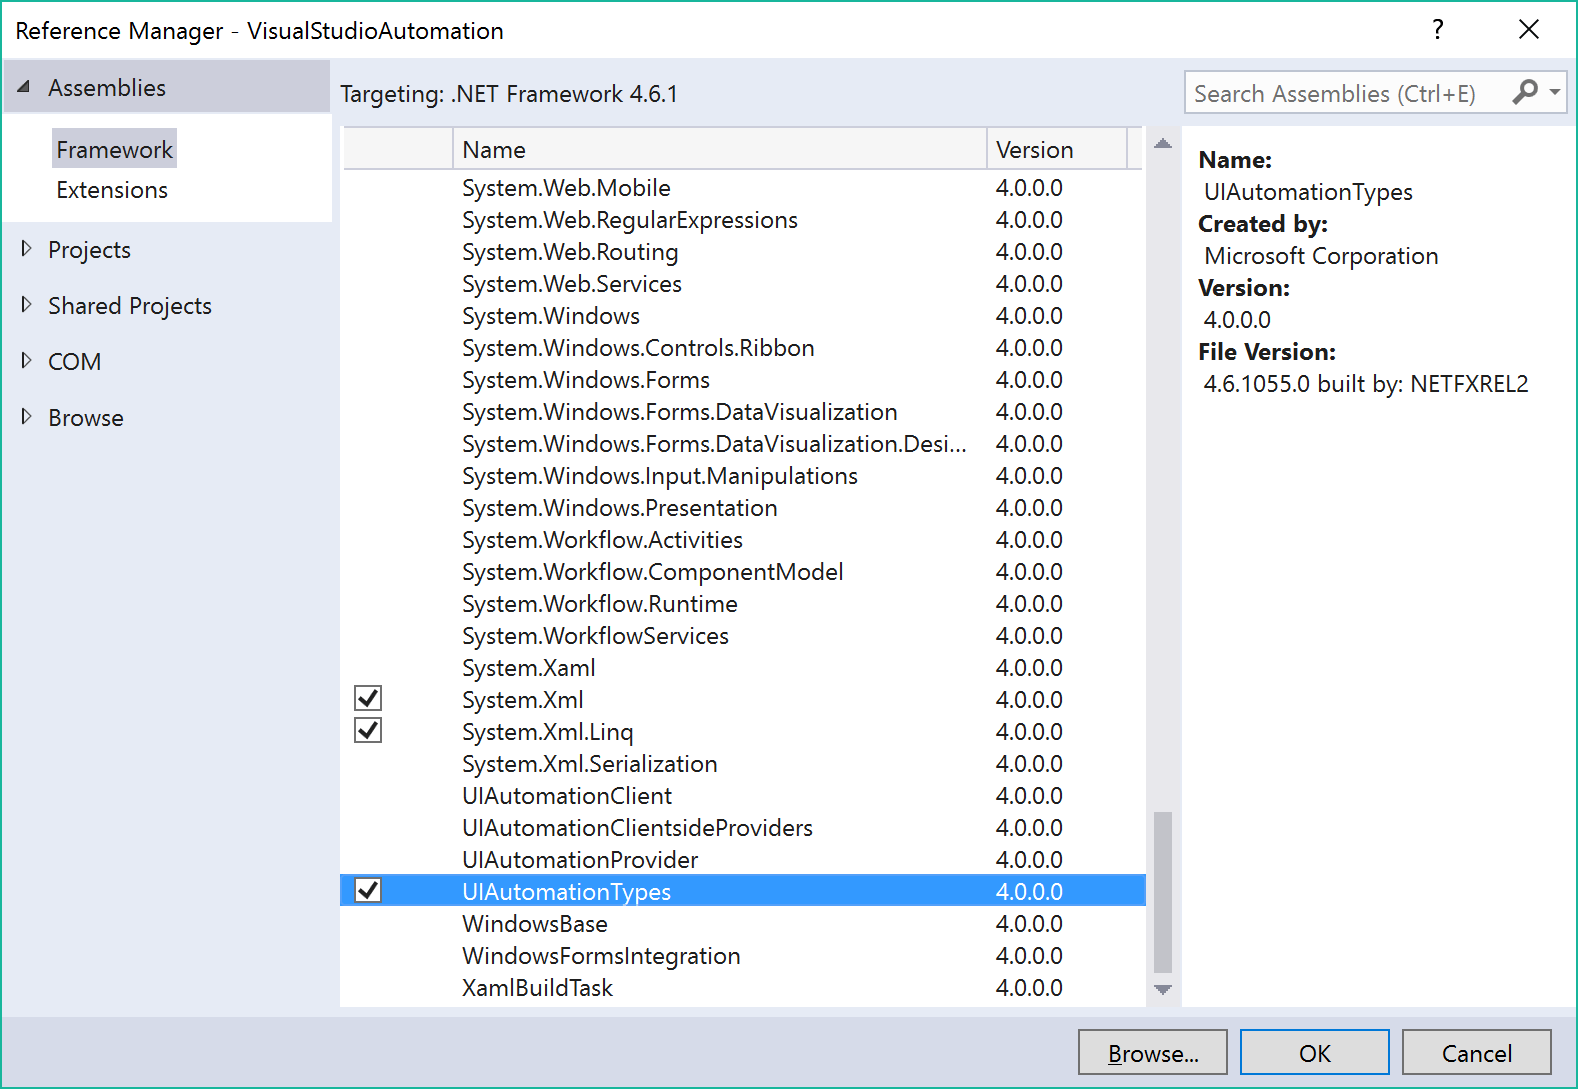 Reference Manager - VisualStudioAutomation
?
Assemblies
Framework
Extensions
Projects
Shared Projects
COM
Browse
Targeting: .NET Framework 4.6.1
Search Assemblies (Ctrl+E)
Name Version
System.Web.Mobile 4.0.0.0
System.Web.RegularExpressions 4.0.0.0
System.Web.Routing 4.0.0.0
System.Web.Services 4.0.0.0
System.Windows 4.0.0.0
System.Windows.Controls.Ribbon 4.0.0.0
System.Windows.Forms 4.0.0.0
System.Windows.Forms.DataVisualization 4.0.0.0
System.Windows.Forms.DataVisualization.Desi... 4.0.0.0
System.Windows.Input.Manipulations 4.0.0.0
System.Windows.Presentation 4.0.0.0
System.Workflow.Activities 4.0.0.0
System.Workflow.ComponentModel 4.0.0.0
System.Workflow.Runtime 4.0.0.0
System.WorkflowServices 4.0.0.0
System.Xaml 4.0.0.0
System.Xml 4.0.0.0
System.Xml.Linq 4.0.0.0
System.Xml.Serialization 4.0.0.0
UIAutomationClient 4.0.0.0
UIAutomationClientsideProviders 4.0.0.0
UIAutomationProvider 4.0.0.0
UIAutomationTypes 4.0.0.0
WindowsBase 4.0.0.0
WindowsFormsIntegration 4.0.0.0
XamlBuildTask 4.0.0.0
Name:
UIAutomationTypes
Created by:
Microsoft Corporation
Version:
4.0.0.0
File Version:
4.6.1055.0 built by: NETFXREL2
Browse...
OK
Cancel